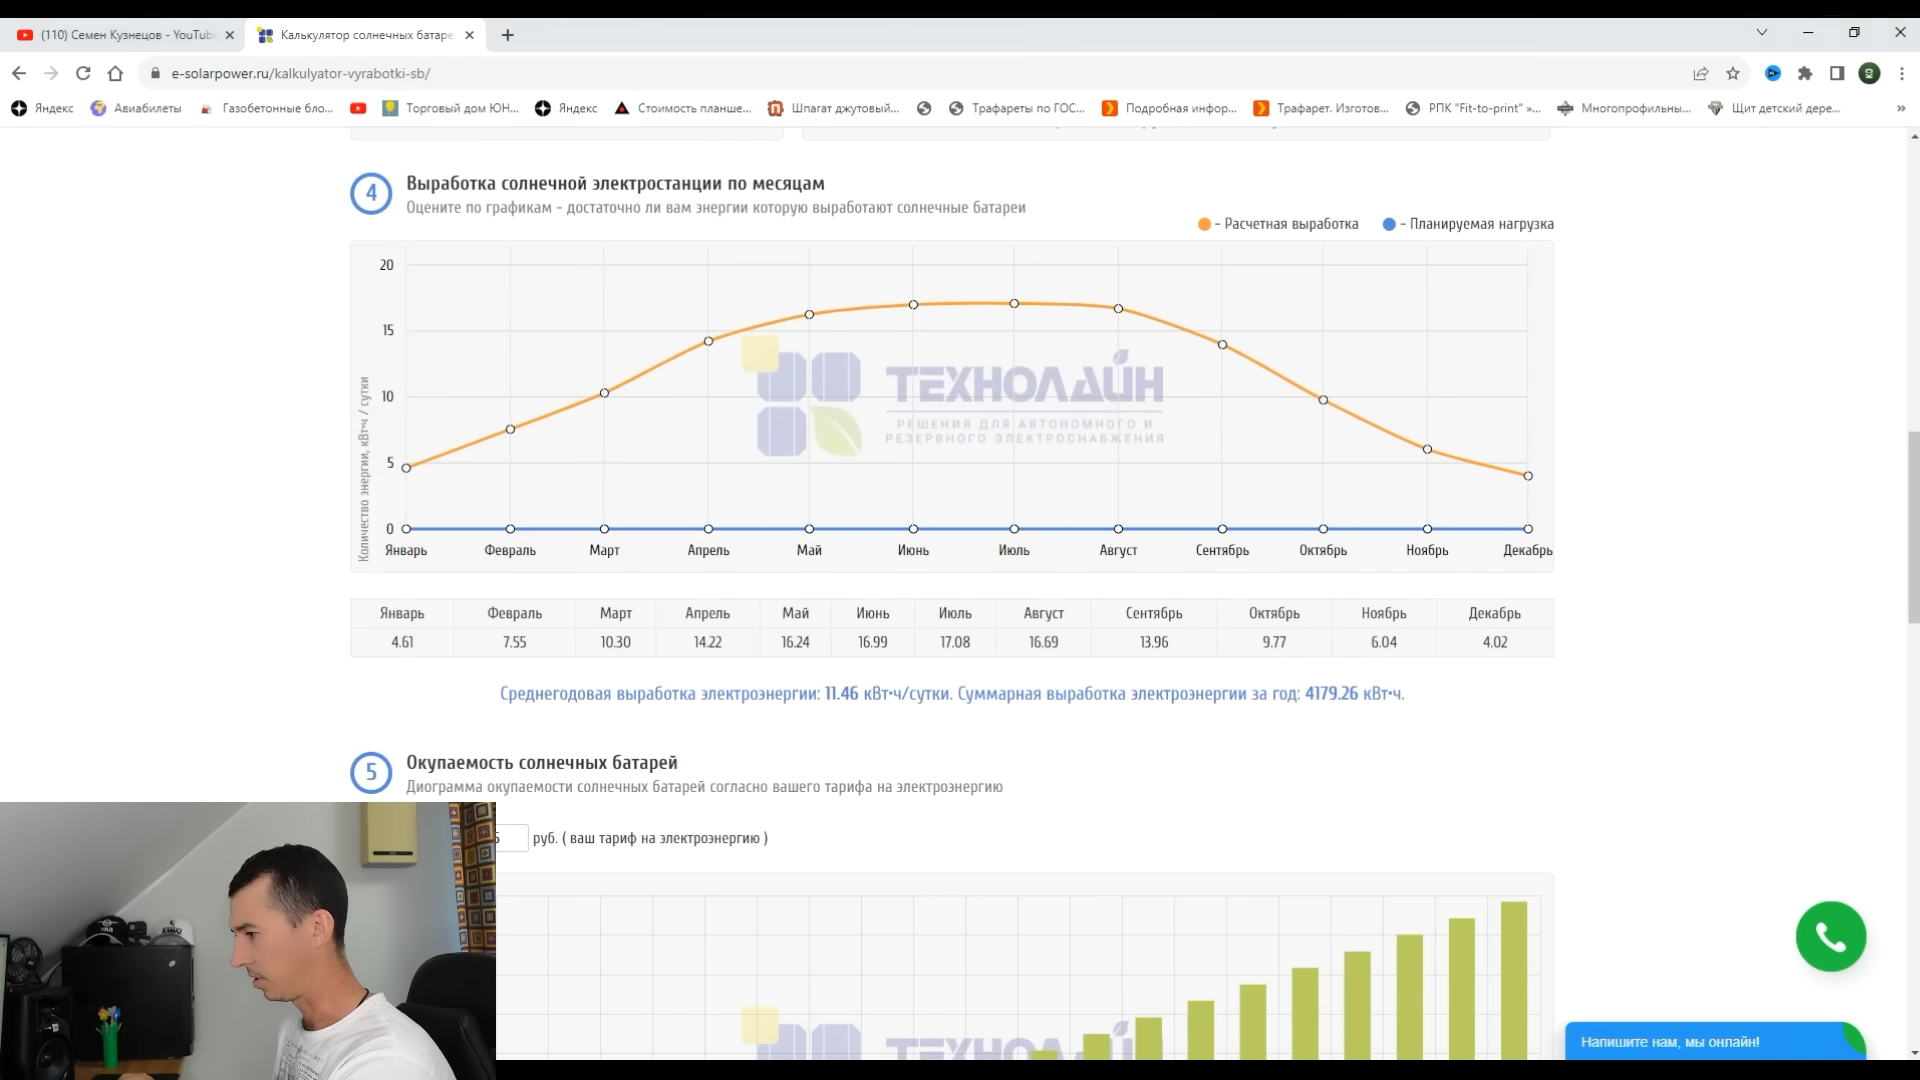 (110) Семен Кузнецов - YouTub
Калькулятор солнечных батаре
e-solarpower.ru/kalkulyator-vyrabotki-sb/
Яндекс
Авиабилеты
Газобетонные бло...
Торговый дом ЮН...
Яндекс
Стоимость планше...
Шпагат джутовый...
Трафареты по ГОС...
Подробная инфор...
Трафарет. Изготов...
РПК "Fit-to-print" »...
Многопрофильны...
Щит детский дере...
»
4
Выработка солнечной электростанции по месяцам
Оцените по графикам - достаточно ли вам энергии которую выработают солнечные батареи
- Расчетная выработка
- Планируемая нагрузка
20
15
10
5
0
Количество энергии, кВт•ч / сутки
ТЕХНОЛАЙН
РЕШЕНИЯ ДЛЯ АВТОНОМНОГО И
РЕЗЕРВНОГО ЭЛЕКТРОСНАБЖЕНИЯ
Январь Февраль Март Апрель Май Июнь Июль Август Сентябрь Октябрь Ноябрь Декабрь
Январь Февраль Март Апрель Май Июнь Июль Август Сентябрь Октябрь Ноябрь Декабрь
4.61 7.55 10.30 14.22 16.24 16.99 17.08 16.69 13.96 9.77 6.04 4.02
Среднегодовая выработка электроэнергии: 11.46 кВт•ч/сутки. Суммарная выработка электроэнергии за год: 4179.26 кВт•ч.
5
Окупаемость солнечных батарей
Диограмма окупаемости солнечных батарей согласно вашего тарифа на электроэнергию
руб. ( ваш тариф на электроэнергию )
ТЕХНОЛАЙН
Напишите нам, мы онлайн!